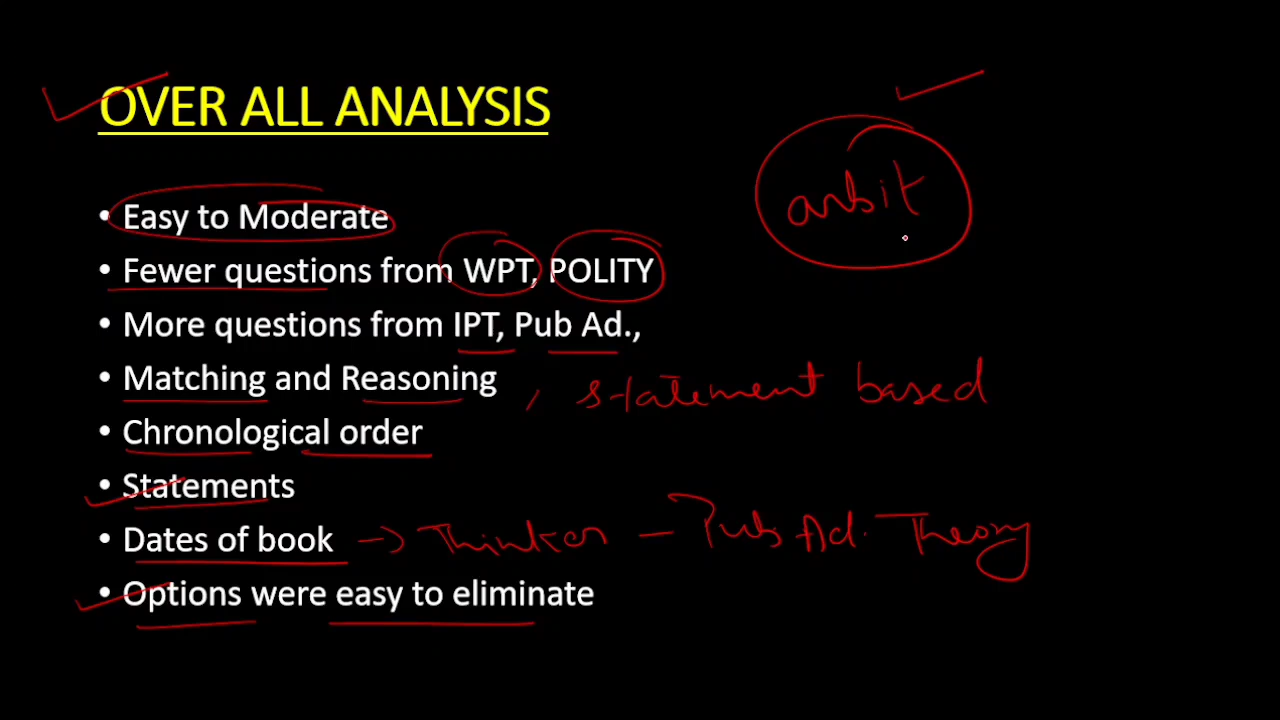 OVER ALL ANALYSIS
arbit
• Easy to Moderate
• Fewer questions from WPT, POLITY
• More questions from IPT, Pub Ad.,
• Matching and Reasoning , statement based
• Chronological order
• Statements
• Dates of book -> Thinker - Pub Ad. Theory
• Options were easy to eliminate